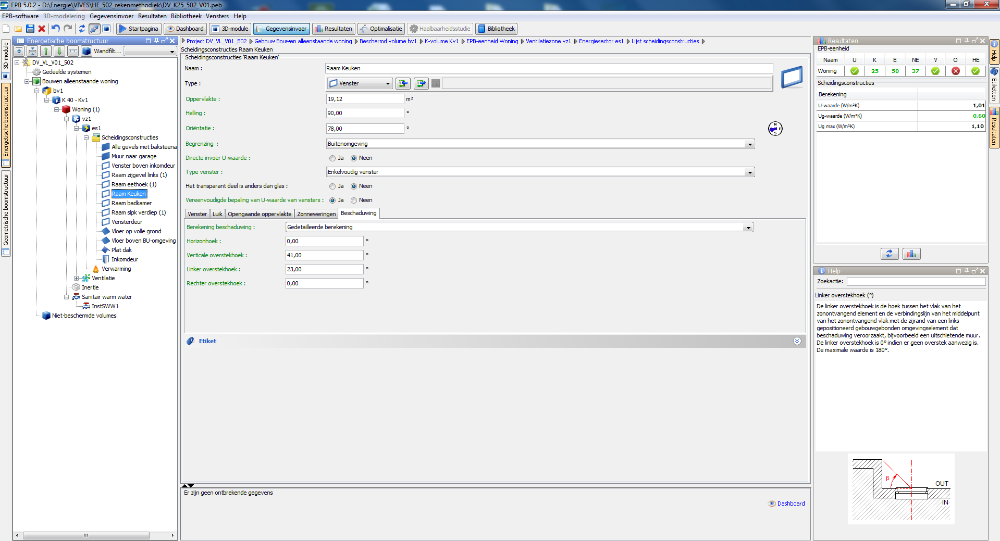 EPB 5.0.2 - D:\Energie\VIVES\HE_502_rekenmethodiek\DV_K25_502_V01.peb
EPB-software 3D-modelering Gegevensinvoer Resultaten Bibliotheek Vensters Help
Startpagina Dashboard 3D-module Gegevensinvoer Resultaten Optimalisatie Haalbaarheidsstudie Bibliotheek
3D-module
Energetische boomstructuur
Geometrische boomstructuur
Energetische boomstructuur
Wandfilt...
DV_VL_V01_502
Gedeelde systemen
Bouwen alleenstaande woning
bv1
K 40 - Kv1
Woning (1)
vz1
es1
Scheidingsconstructies
Alle gevels met baksteena
Muur naar garage
Venster boven inkomdeur
Raam zijgevel links (1)
Raam eethoek (1)
Raam Keuken
Raam badkamer
Raam slpk verdiep (1)
Vensterdeur
Vloer op volle grond
Vloer boven BU-omgeving
Plat dak
Inkomdeur
Verwarming
Ventilatie
Inertie
Sanitair warm water
InstSWW1
Niet-beschermde volumes
Project DV_VL_V01_502 Gebouw Bouwen alleenstaande woning Beschermd volume bv1 K-volume Kv1 EPB-eenheid Woning Ventilatiezone vz1 Energiesector es1 Lijst scheidingsconstructies
Scheidingsconstructies Raam Keuken
Scheidingsconstructies 'Raam Keuken'
Naam : Raam Keuken
Type : Venster
Oppervlakte : 19,12 m²
Helling : 90,00 °
Oriëntatie : 78,00 °
N
E
S
Begrenzing : Buitenomgeving
Directe invoer U-waarde : Ja Neen
Type venster : Enkelvoudig venster
Het transparant deel is anders dan glas : Ja Neen
Vereenvoudigde bepaling van U-waarde van vensters : Ja Neen
Venster Luik Opengaande oppervlakte Zonneweringen Beschaduwing
Berekening beschaduwing : Gedetailleerde berekening
Horizonhoek : 0,00 °
Verticale overstekhoek : 41,00 °
Linker overstekhoek : 23,00 °
Rechter overstekhoek : 0,00 °
Etiket
Er zijn geen ontbrekende gegevens
Dashboard
Resultaten
EPB-eenheid
Naam U K E NE V O HE
Woning 25 50 37
Scheidingsconstructies
Berekening
U-waarde (W/m²K) 1,01
Ug-waarde (W/m²K) 0,60
Ug max (W/m²K) 1,10
Help
Zoekactie:
Linker overstekhoek (°)
De linker overstekhoek is de hoek tussen het vlak van het
zonontvangend element en de verbindingslijn van het middelpunt
van het zonontvangend vlak met de zijrand van een links
gepositioneerd gebouwgebonden omgevingselement dat
beschaduwing veroorzaakt, bijvoorbeeld een uitschietende muur.
De linker overstekhoek is 0° indien er geen overstek aanwezig is.
De maximale waarde is 180°.
β
OUT
IN
Help
Etiketten
Resultaten